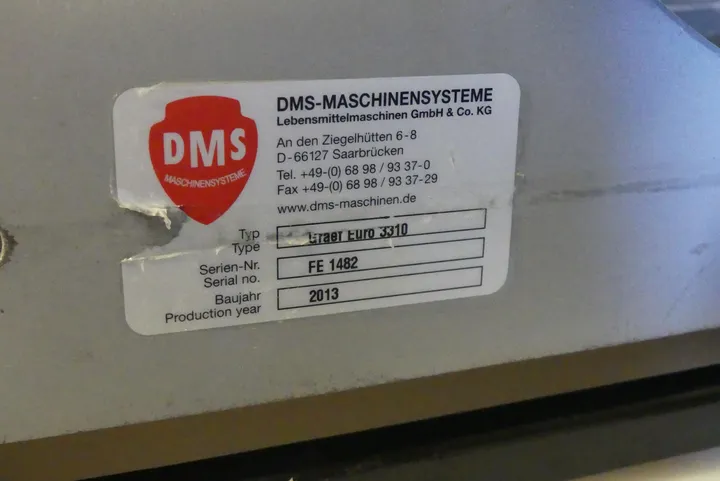 DMS
MASCHINENSYSTEME
DMS-MASCHINENSYSTEME
Lebensmittelmaschinen GmbH & Co. KG
An den Ziegelhütten 6-8
D-66127 Saarbrücken
Tel. +49-(0) 68 98 / 93 37-0
Fax +49-(0) 68 98 / 93 37-29
www.dms-maschinen.de
Typ
Type
Graef Euro 3310
Serien-Nr.
Serial no.
FE 1482
Baujahr
Production year
2013